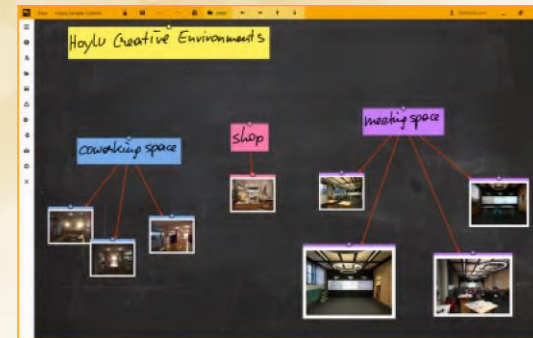 Hoylu Creative Environments
shop
meeting space
coworking space